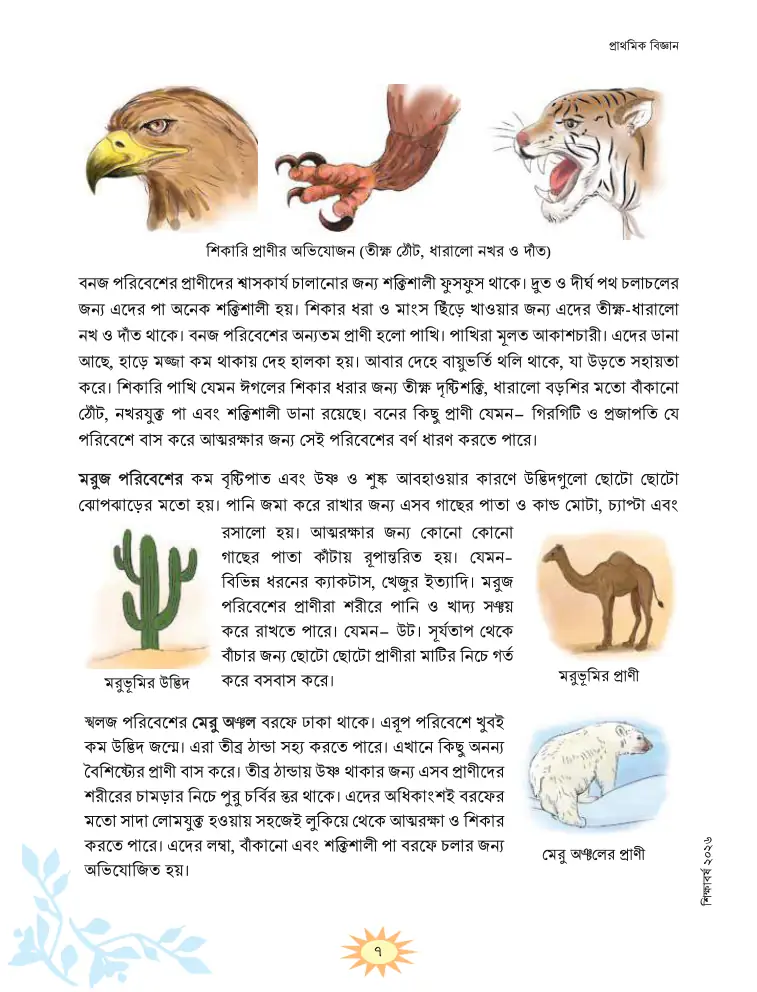 প্রাথমিক বিজ্ঞান
শিকারি প্রাণীর অভিযোজন (তীক্ষ্ণ ঠোঁট, ধারালো নখর ও দাঁত)
বনজ পরিবেশের প্রাণীদের শ্বাসকার্য চালানোর জন্য শক্তিশালী ফুসফুস থাকে। দ্রুত ও দীর্ঘ পথ চলাচলের
জন্য এদের পা অনেক শক্তিশালী হয়। শিকার ধরা ও মাংস ছিঁড়ে খাওয়ার জন্য এদের তীক্ষ্ণ-ধারালো
নখ ও দাঁত থাকে। বনজ পরিবেশের অন্যতম প্রাণী হলো পাখি। পাখিরা মূলত আকাশচারী। এদের ডানা
আছে, হাড়ে মজ্জা কম থাকায় দেহ হালকা হয়। আবার দেহে বায়ুভর্তি থলি থাকে, যা উড়তে সহায়তা
করে। শিকারি পাখি যেমন ঈগলের শিকার ধরার জন্য তীক্ষ্ণ দৃষ্টিশক্তি, ধারালো বড়শির মতো বাঁকানো
ঠোঁট, নখরযুক্ত পা এবং শক্তিশালী ডানা রয়েছে। বনের কিছু প্রাণী যেমন– গিরগিটি ও প্রজাপতি যে
পরিবেশে বাস করে আত্মরক্ষার জন্য সেই পরিবেশের বর্ণ ধারণ করতে পারে।
মরুজ পরিবেশের কম বৃষ্টিপাত এবং উষ্ণ ও শুষ্ক আবহাওয়ার কারণে উদ্ভিদগুলো ছোটো ছোটো
ঝোপঝাড়ের মতো হয়। পানি জমা করে রাখার জন্য এসব গাছের পাতা ও কান্ড মোটা, চ্যাপ্টা এবং
রসালো হয়। আত্মরক্ষার জন্য কোনো কোনো
গাছের পাতা কাঁটায় রূপান্তরিত হয়। যেমন-
বিভিন্ন ধরনের ক্যাকটাস, খেজুর ইত্যাদি। মরুজ
পরিবেশের প্রাণীরা শরীরে পানি ও খাদ্য সঞ্চয়
করে রাখতে পারে। যেমন– উট। সূর্যতাপ থেকে
বাঁচার জন্য ছোটো ছোটো প্রাণীরা মাটির নিচে গর্ত
করে বসবাস করে।
মরুভূমির উদ্ভিদ
মরুভূমির প্রাণী
স্থলজ পরিবেশের মেরু অঞ্চল বরফে ঢাকা থাকে। এরূপ পরিবেশে খুবই
কম উদ্ভিদ জন্মে। এরা তীব্র ঠান্ডা সহ্য করতে পারে। এখানে কিছু অনন্য
বৈশিষ্ট্যের প্রাণী বাস করে। তীব্র ঠান্ডায় উষ্ণ থাকার জন্য এসব প্রাণীদের
শরীরের চামড়ার নিচে পুরু চর্বির স্তর থাকে। এদের অধিকাংশই বরফের
মতো সাদা লোমযুক্ত হওয়ায় সহজেই লুকিয়ে থেকে আত্মরক্ষা ও শিকার
করতে পারে। এদের লম্বা, বাঁকানো এবং শক্তিশালী পা বরফে চলার জন্য
অভিযোজিত হয়।
মেরু অঞ্চলের প্রাণী
শিক্ষাবর্ষ ২০২৬
৭